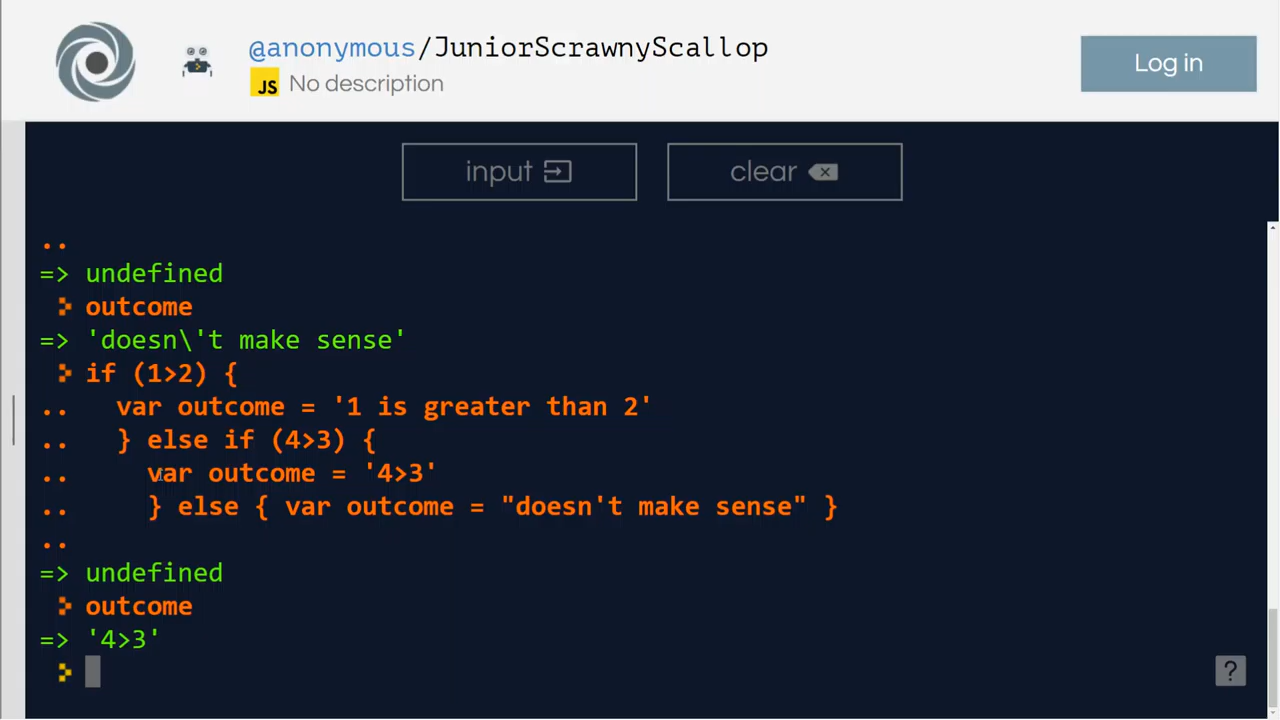 @anonymous/JuniorScrawnyScallop
JS No description
Log in
input
clear
..
=> undefined
outcome
=> 'doesn\'t make sense'
if (1>2) {
.. var outcome = '1 is greater than 2'
.. } else if (4>3) {
.. var outcome = '4>3'
.. } else { var outcome = "doesn't make sense" }
..
=> undefined
outcome
=> '4>3'
?